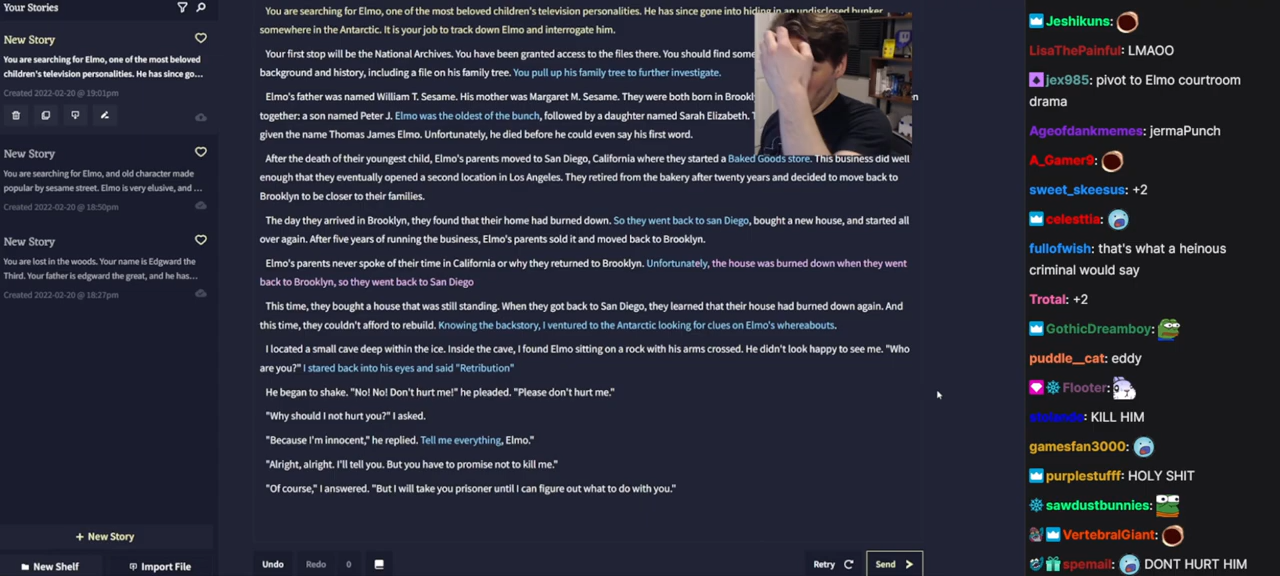 Your Stories
New Story
You are searching for Elmo, one of the most
beloved children's television personalities.
He has since go...
Created 2022-02-20 @ 19:01pm
New Story
You are searching for Elmo, and old character made
popular by sesame street. Elmo is very elusive, and ...
Created 2022-02-20 @ 18:50pm
New Story
You are lost in the woods. Your name is Edgward the
Third. Your father is edgward the great, and he has...
Created 2022-02-20 @ 18:27pm
+ New Story
New Shelf
Import File
You are searching for Elmo, one of the most beloved children's television personalities. He has since gone into hiding in an undisclosed bunker
somewhere in the Antarctic. It is your job to track down Elmo and interrogate him.
Your first stop will be the National Archives. You have been granted access to the files there. You should find some
background and history, including a file on his family tree. You pull up his family tree to further investigate.
Elmo's father was named William T. Sesame. His mother was Margaret M. Sesame. They were both born in Brookl
together: a son named Peter J. Elmo was the oldest of the bunch, followed by a daughter named Sarah Elizabeth.
given the name Thomas James Elmo. Unfortunately, he died before he could even say his first word.
After the death of their youngest child, Elmo's parents moved to San Diego, California where they started a Baked Goods store. This business did well
enough that they eventually opened a second location in Los Angeles. They retired from the bakery after twenty years and decided to move back to
Brooklyn to be closer to their families.
The day they arrived in Brooklyn, they found that their home had burned down. So they went back to san Diego, bought a new house, and started all
over again. After five years of running the business, Elmo's parents sold it and moved back to Brooklyn.
Elmo's parents never spoke of their time in California or why they returned to Brooklyn. Unfortunately, the house was burned down when they went
back to Brooklyn, so they went back to San Diego
This time, they bought a house that was still standing. When they got back to San Diego, they learned that their house had burned down again. And
this time, they couldn't afford to rebuild. Knowing the backstory, I ventured to the Antarctic looking for clues on Elmo's whereabouts.
I located a small cave deep within the ice. Inside the cave, I found Elmo sitting on a rock with his arms crossed. He didn't look happy to see me. "Who
are you?" I stared back into his eyes and said "Retribution"
He began to shake. "No! No! Don't hurt me!" he pleaded. "Please don't hurt me."
"Why should I not hurt you?" I asked.
"Because I'm innocent," he replied. Tell me everything, Elmo."
"Alright, alright. I'll tell you. But you have to promise not to kill me."
"Of course," I answered. "But I will take you prisoner until I can figure out what to do with you."
Undo
Redo
0
Retry
Send
Jeshikuns:
LisaThePainful: LMAOO
jex985: pivot to Elmo courtroom
drama
Ageofdankmemes: jermaPunch
A_Gamer9:
sweet_skeesus: +2
celesttia:
fullofwish: that's what a heinous
criminal would say
Trotal: +2
GothicDreamboy:
puddle__cat: eddy
Flooter:
KILL HIM
gamesfan3000:
purplestufff: HOLY SHIT
sawdustbunnies:
VertebralGiant:
spemail: DONT HURT HIM